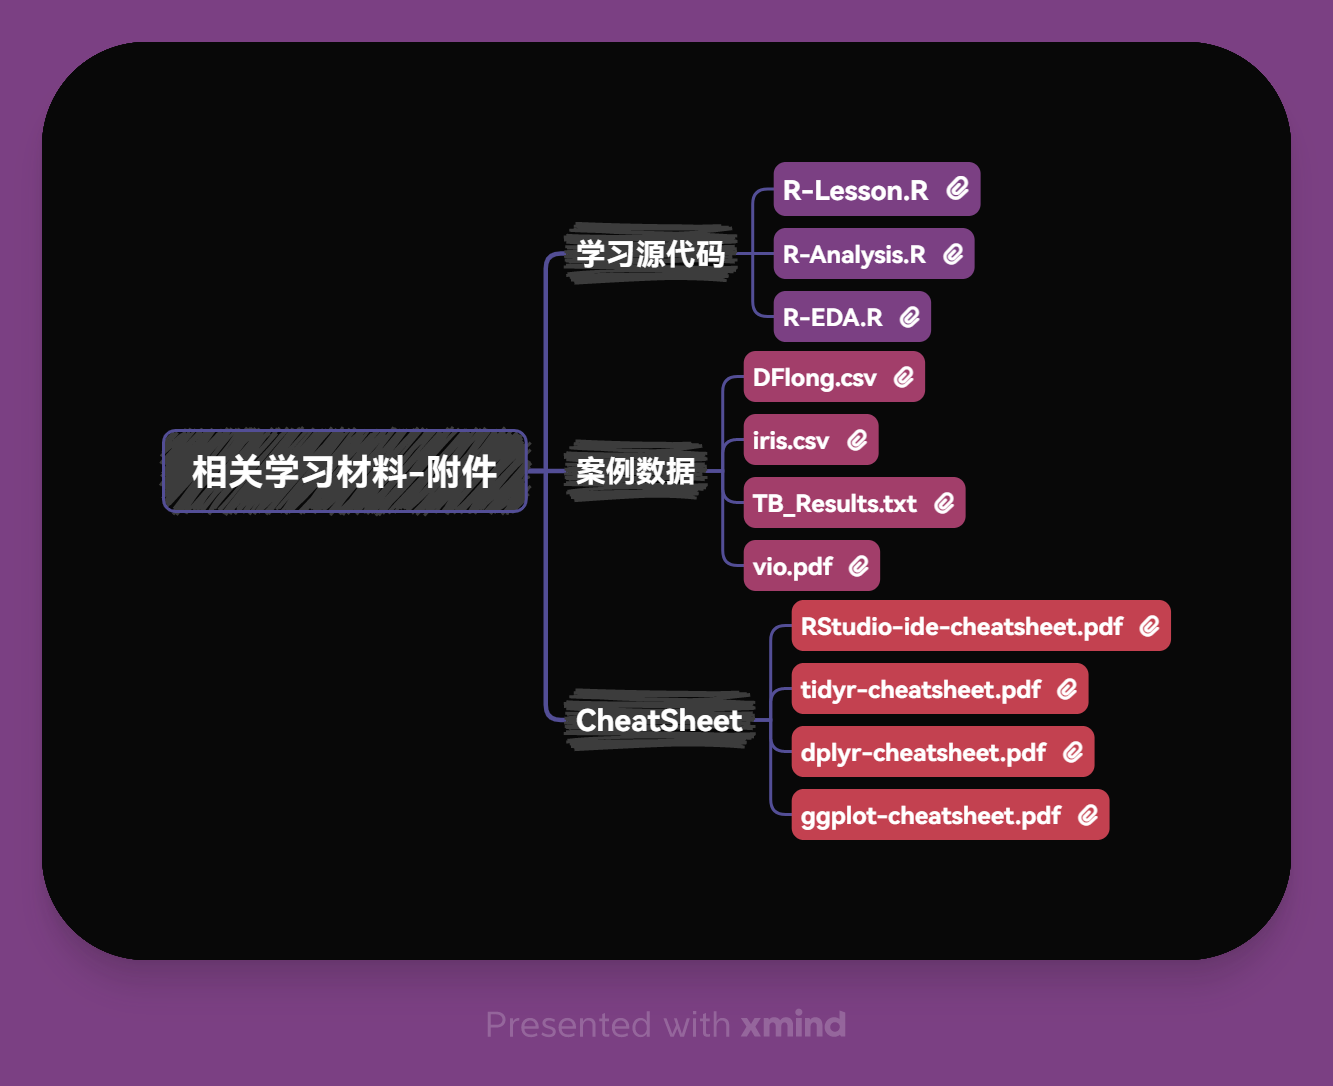 相关学习材料-附件
学习源代码
R-Lesson.R
R-Analysis.R
R-EDA.R
案例数据
DFlong.csv
iris.csv
TB_Results.txt
vio.pdf
CheatSheet
RStudio-ide-cheatsheet.pdf
tidyr-cheatsheet.pdf
dplyr-cheatsheet.pdf
ggplot-cheatsheet.pdf
Presented with xmind